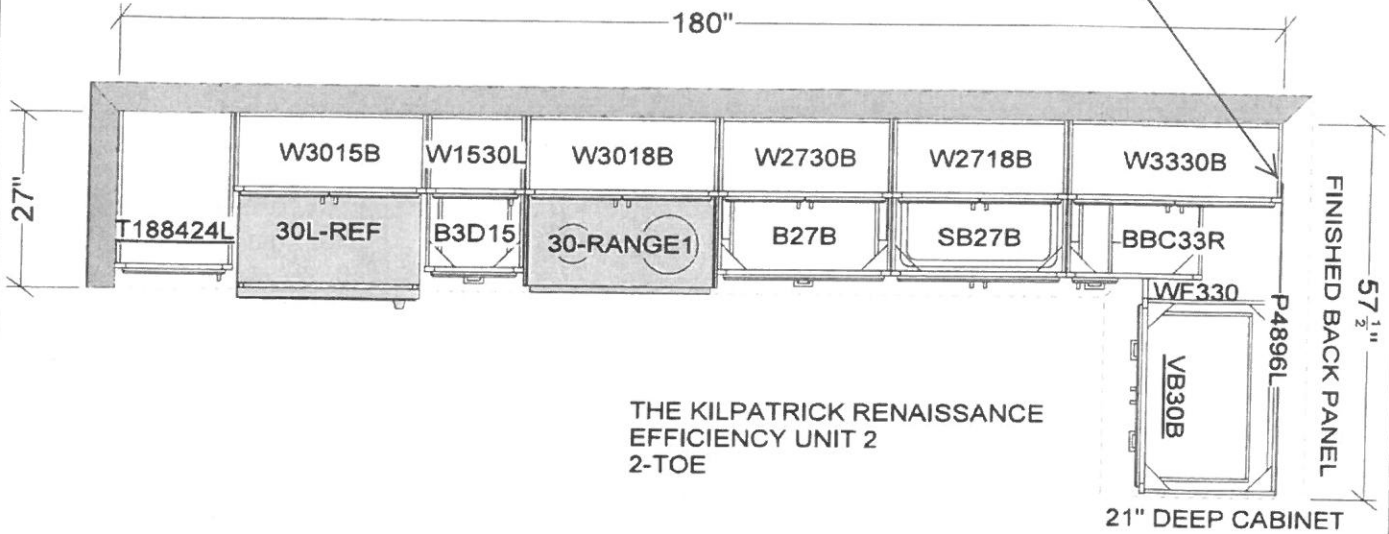 180"
27"
W3015B
W1530L
W3018B
W2730B
W2718B
W3330B
T188424L
30L-REF
B3D15
30-RANGE1
B27B
SB27B
BBC33R
WF330
P4896L
VB30B
FINISHED BACK PANEL
57 1/2"
THE KILPATRICK RENAISSANCE
EFFICIENCY UNIT 2
2-TOE
21" DEEP CABINET